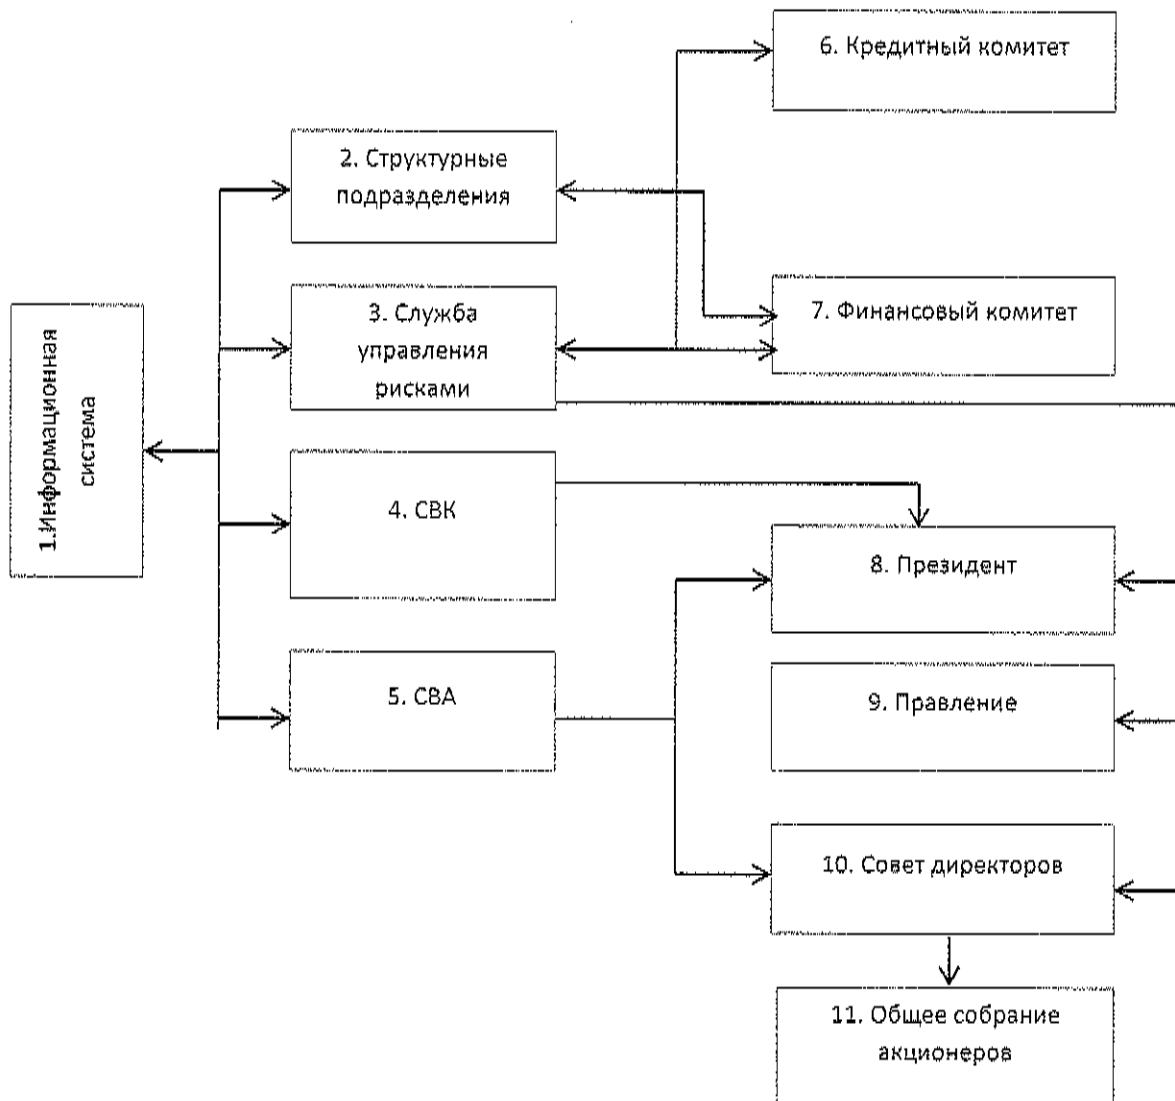 6. Кредитный комитет
2. Структурные
подразделения
3. Служба
управления
рисками
7. Финансовый комитет
1.Информационная
система
4. СВК
8. Президент
5. СВА
9. Правление
10. Совет директоров
11. Общее собрание
акционеров